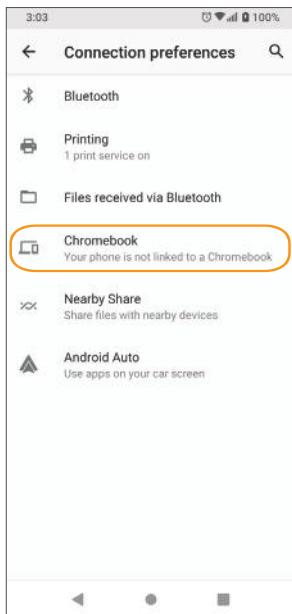 3:03
100%
Connection preferences
Bluetooth
Printing
1 print service on
Files received via Bluetooth
Chromebook
Your phone is not linked to a Chromebook
Nearby Share
Share files with nearby devices
Android Auto
Use apps on your car screen